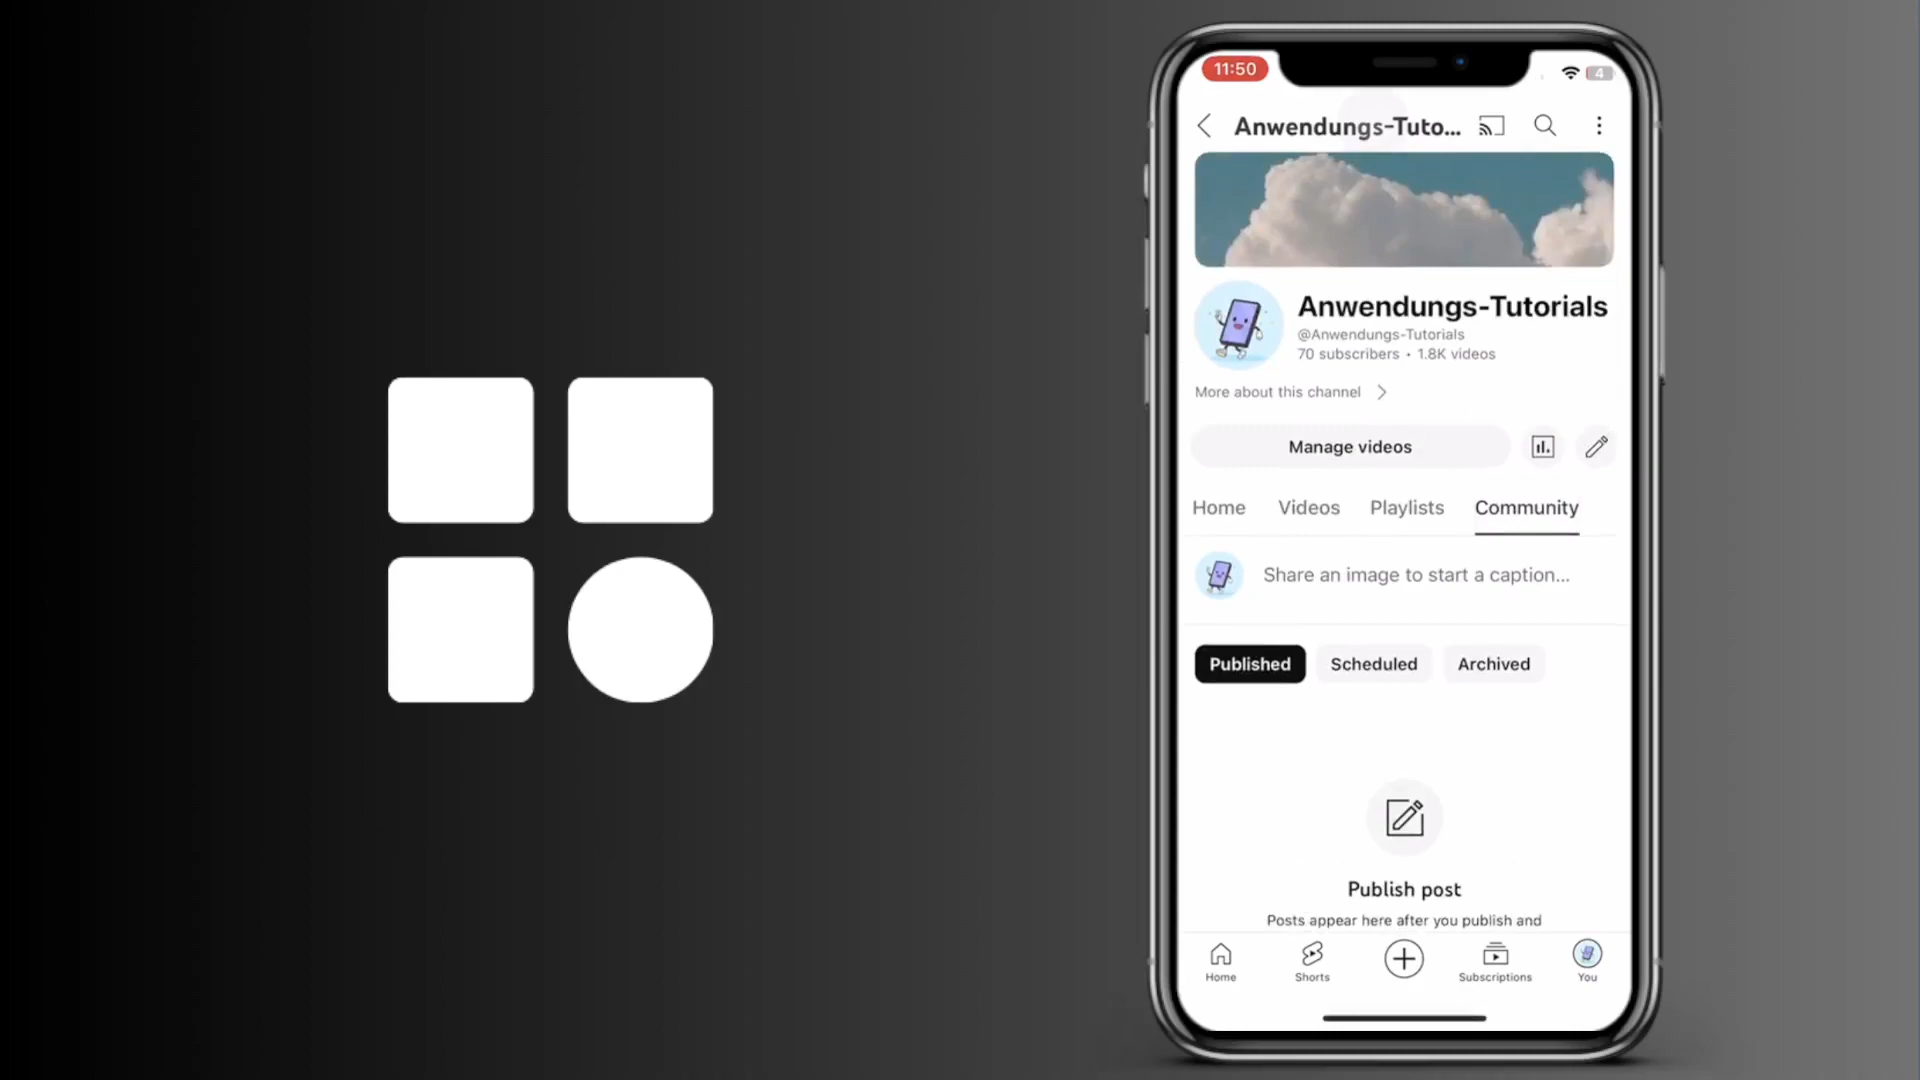 11:50
4
Anwendungs-Tuto...
Anwendungs-Tutorials
@Anwendungs-Tutorials
70 subscribers • 1.8K videos
More about this channel
Manage videos
Home Videos Playlists Community
Share an image to start a caption...
Published Scheduled Archived
Publish post
Posts appear here after you publish and
Home Shorts Subscriptions You